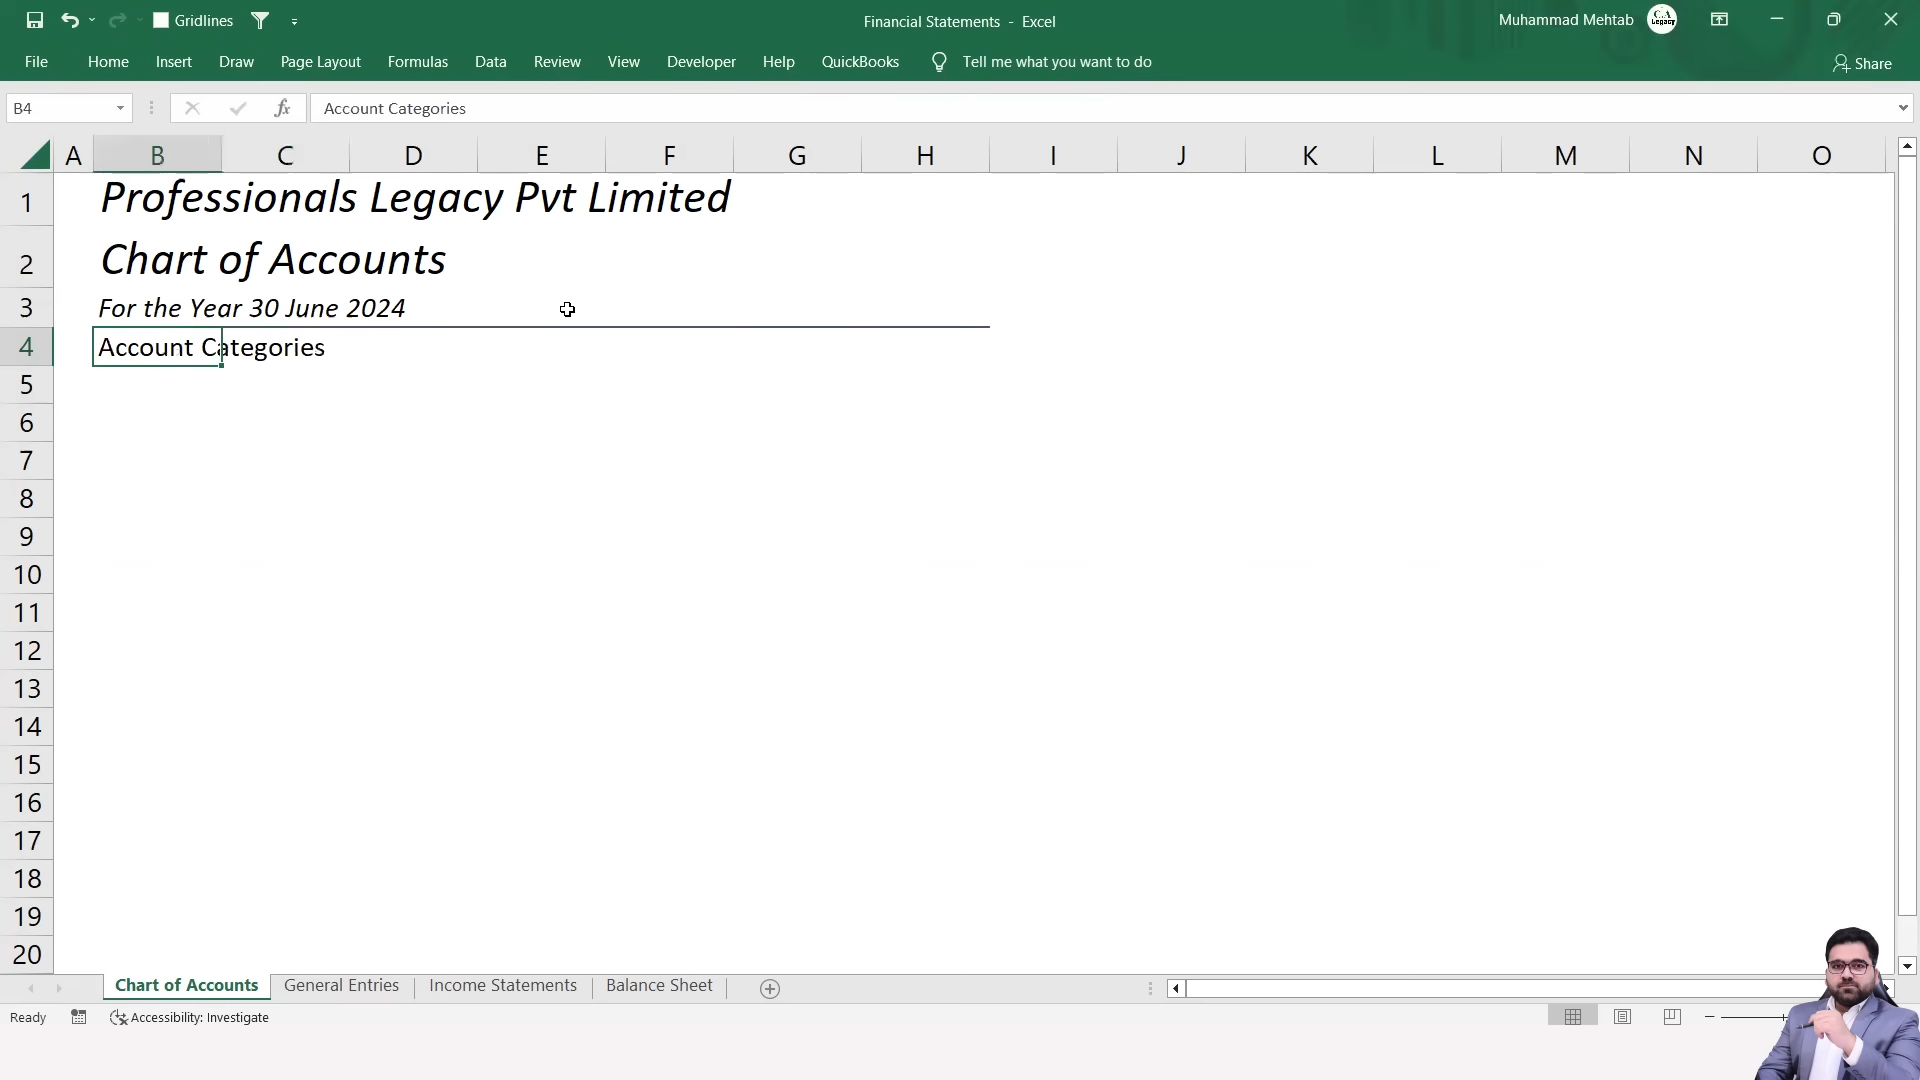 Gridlines
Financial Statements - Excel
Muhammad Mehtab
C.A
Legacy
File Home Insert Draw Page Layout Formulas Data Review View Developer Help QuickBooks Tell me what you want to do
Share
B4
fx
Account Categories
A B C D E F G H I J K L M N O
1 Professionals Legacy Pvt Limited
2 Chart of Accounts
3 For the Year 30 June 2024
4 Account Categories
5
6
7
8
9
10
11
12
13
14
15
16
17
18
19
20
Chart of Accounts General Entries Income Statements Balance Sheet
Ready Accessibility: Investigate